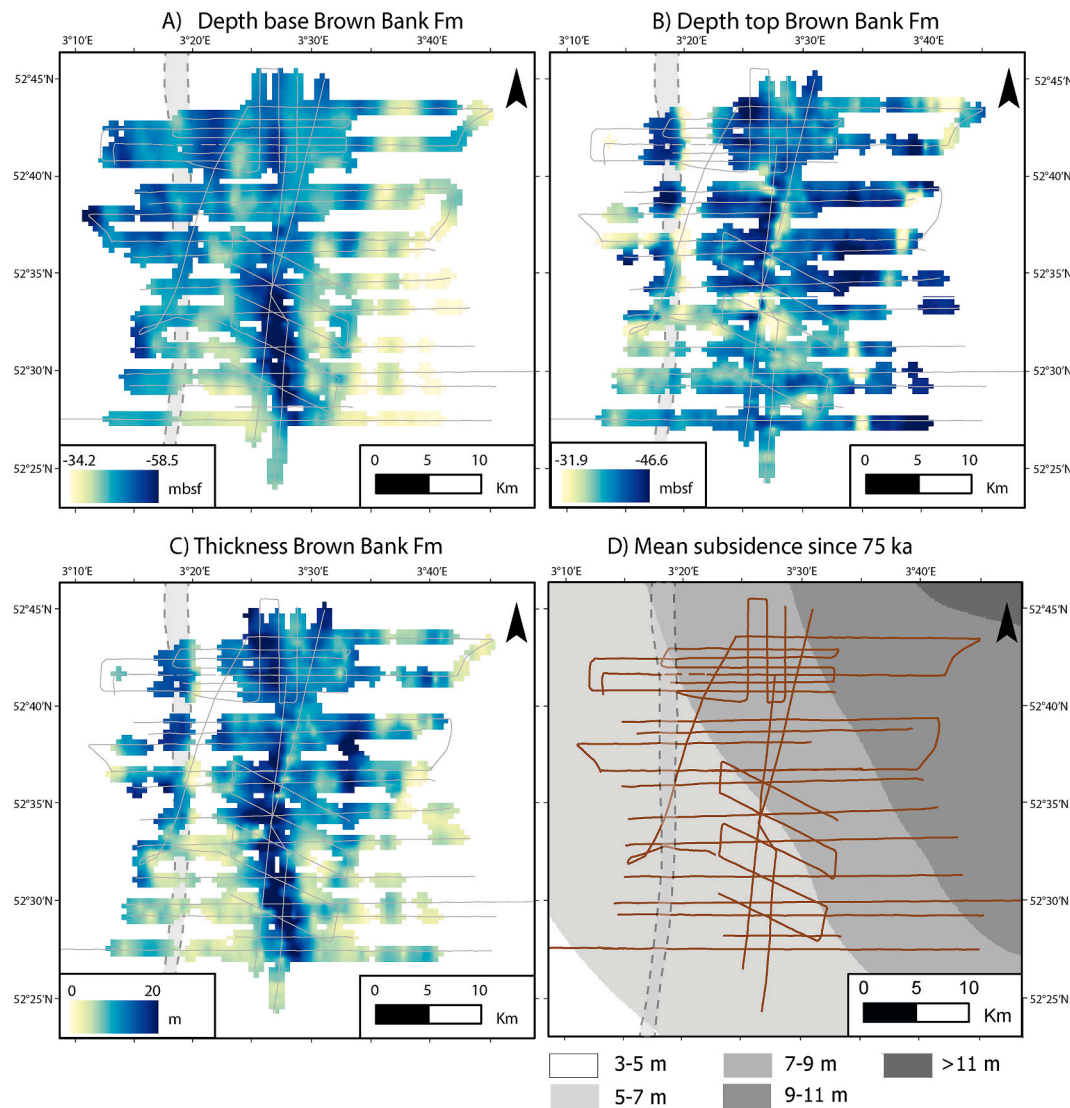 A) Depth base Brown Bank Fm
3°10'E 3°20'E 3°30'E 3°40'E
52°45'N
52°40'N
52°35'N
52°30'N
52°25'N
-34.2 -58.5
mbsf
0 5 10
Km
B) Depth top Brown Bank Fm
3°10'E 3°20'E 3°30'E 3°40'E
52°45'N
52°40'N
52°35'N
52°30'N
52°25'N
-31.9 -46.6
mbsf
0 5 10
Km
C) Thickness Brown Bank Fm
3°10'E 3°20'E 3°30'E 3°40'E
52°45'N
52°40'N
52°35'N
52°30'N
52°25'N
0 20
m
0 5 10
Km
D) Mean subsidence since 75 ka
3°10'E 3°20'E 3°30'E 3°40'E
52°45'N
52°40'N
52°35'N
52°30'N
52°25'N
0 5 10
Km
3-5 m 7-9 m >11 m
5-7 m 9-11 m